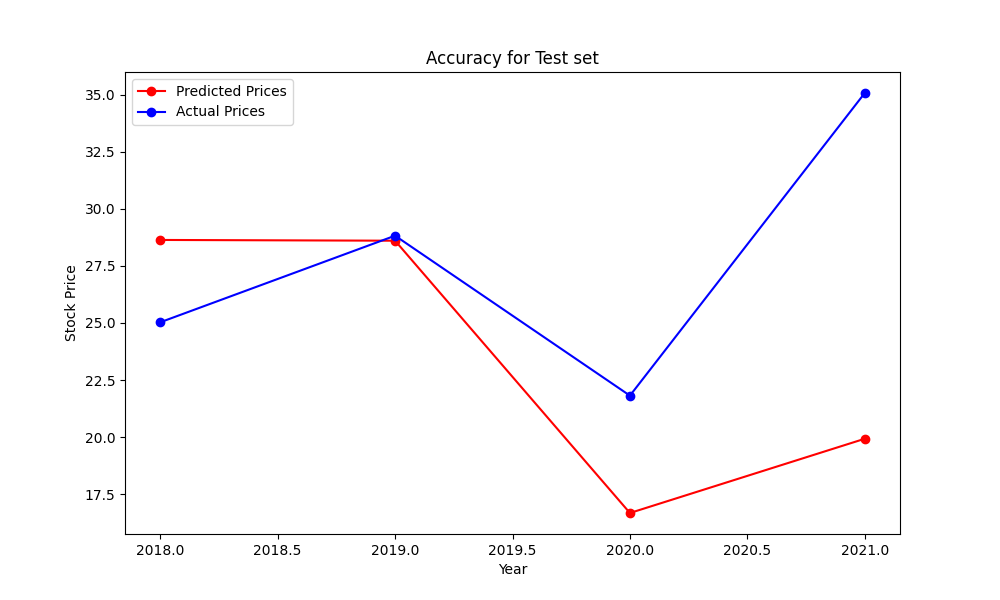 Accuracy for Test set
Predicted Prices
Actual Prices
35.0
32.5
30.0
27.5
25.0
22.5
20.0
17.5
Stock Price
2018.0 2018.5 2019.0 2019.5 2020.0 2020.5 2021.0
Year